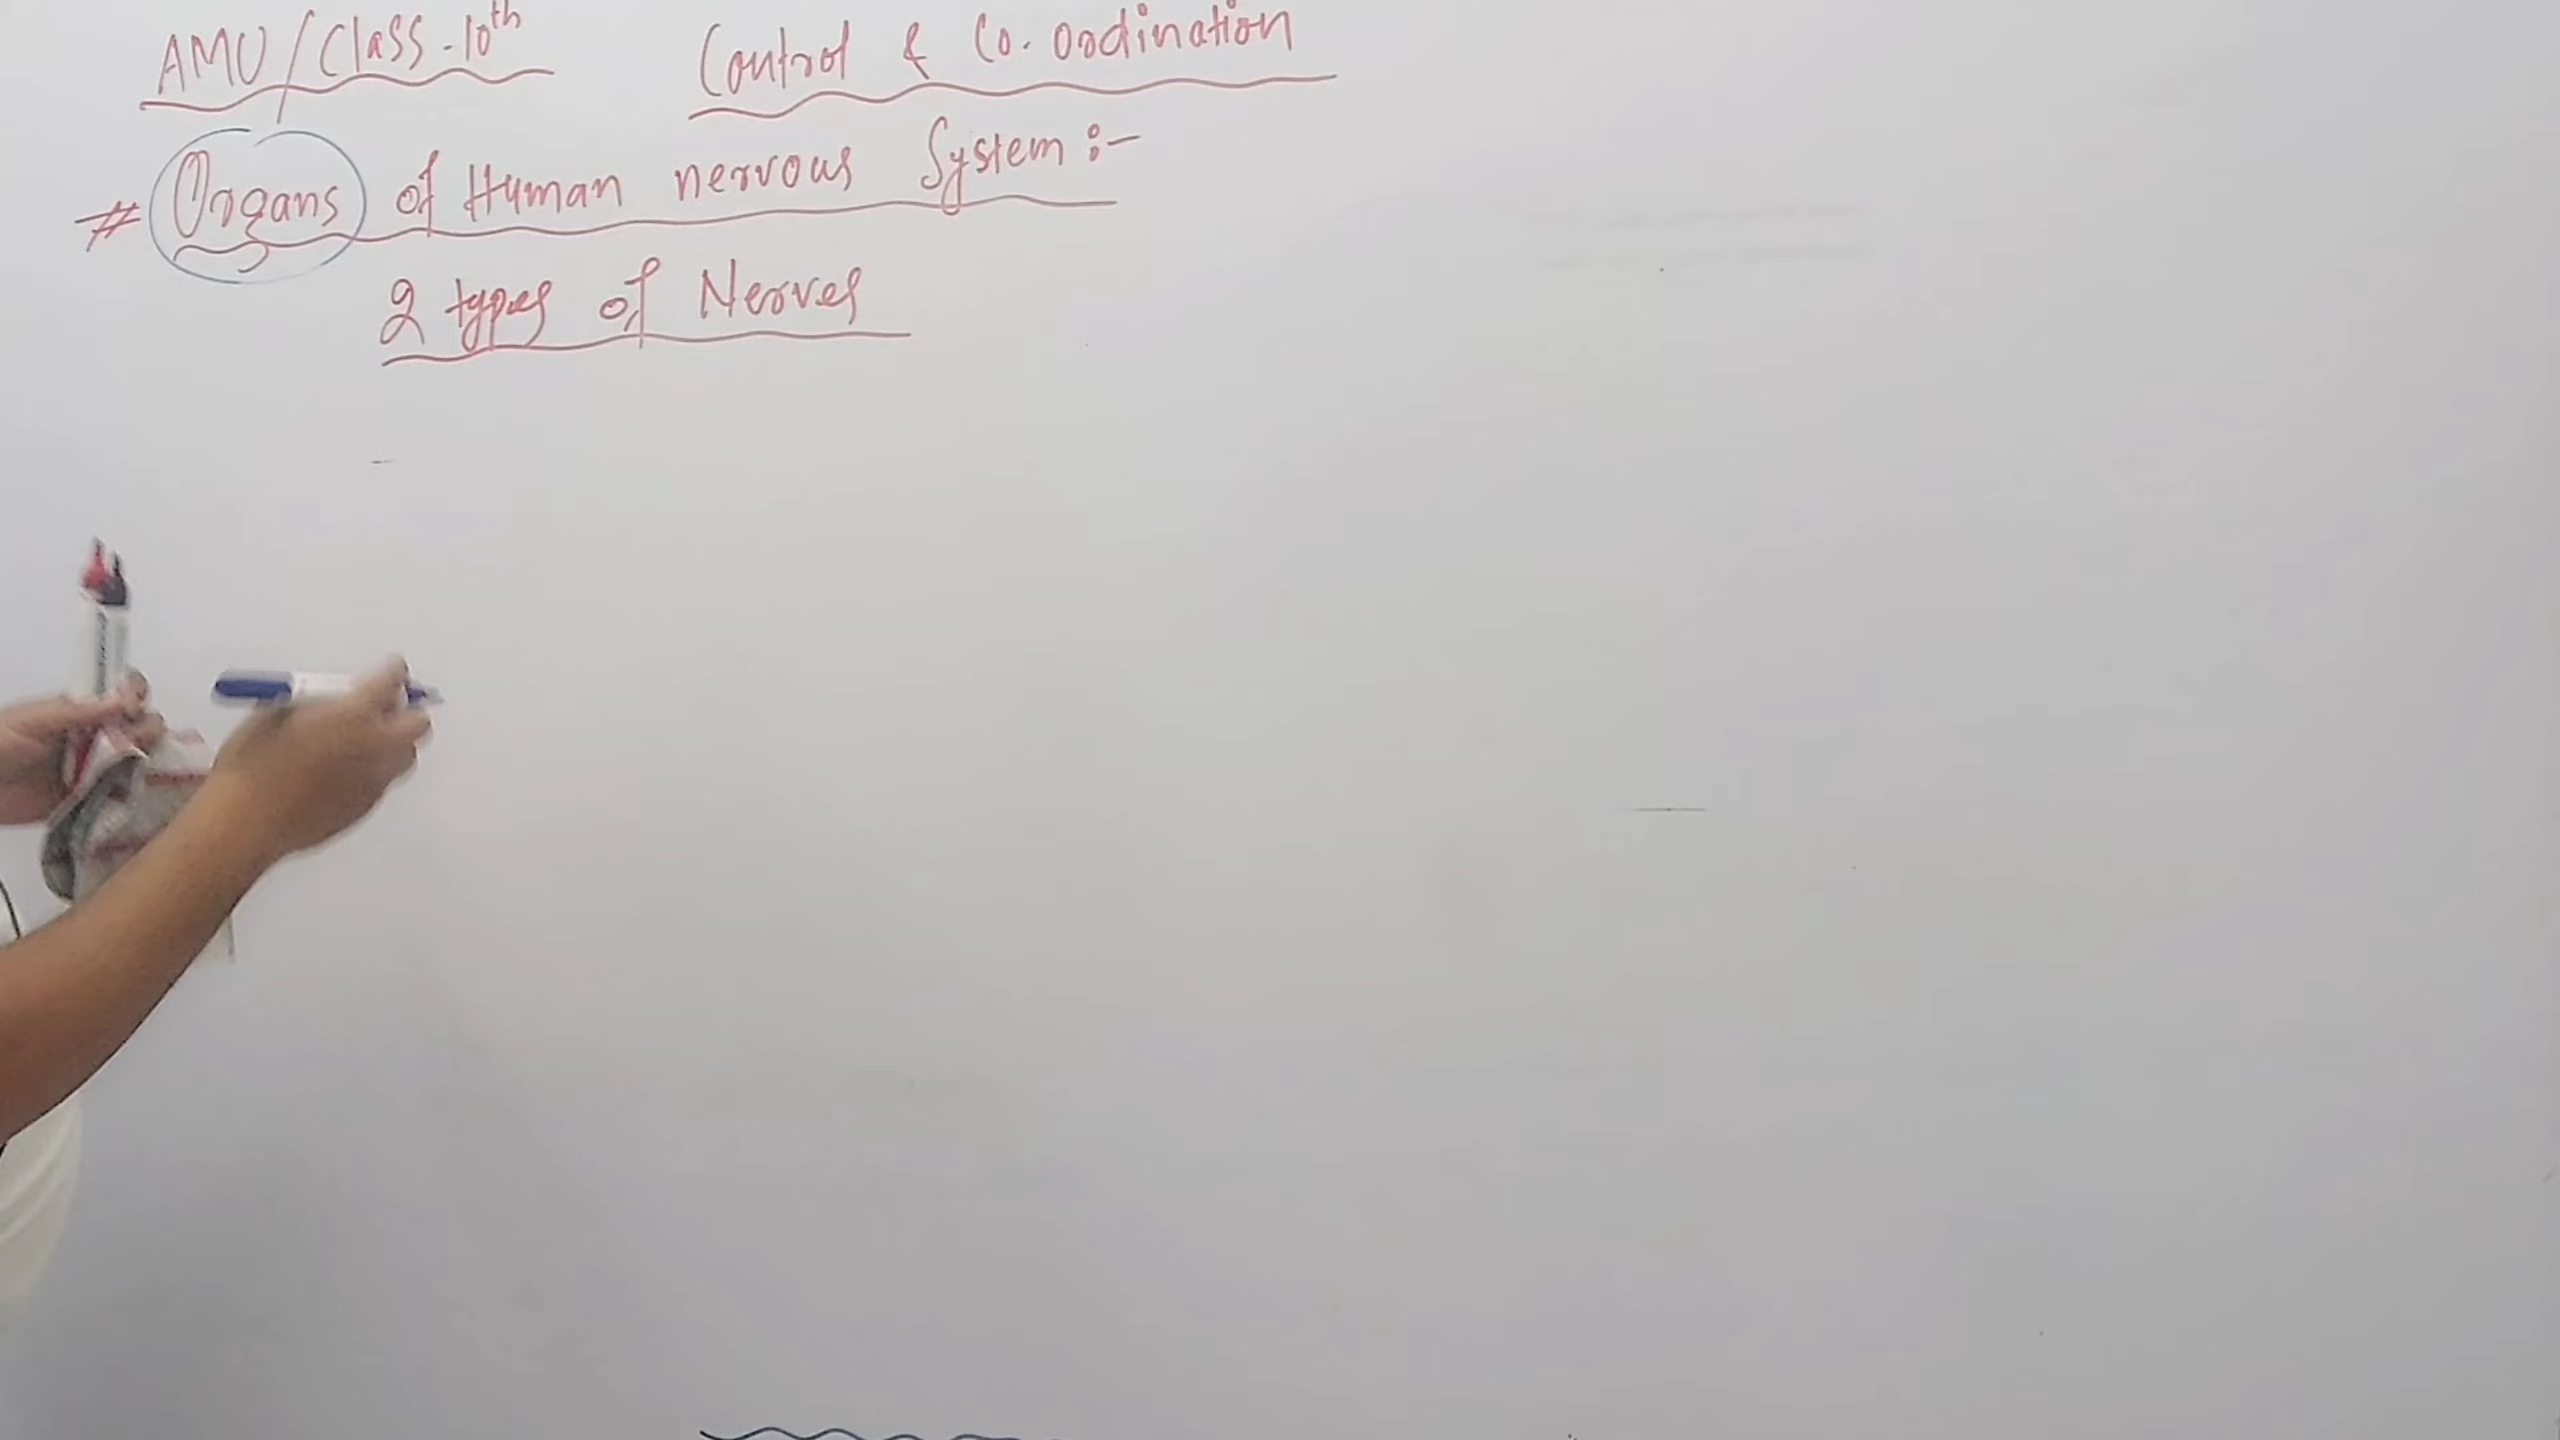 AMU/Class-10th Control & Co-ordination
# Organs of Human nervous System:-
2 types of Nerves